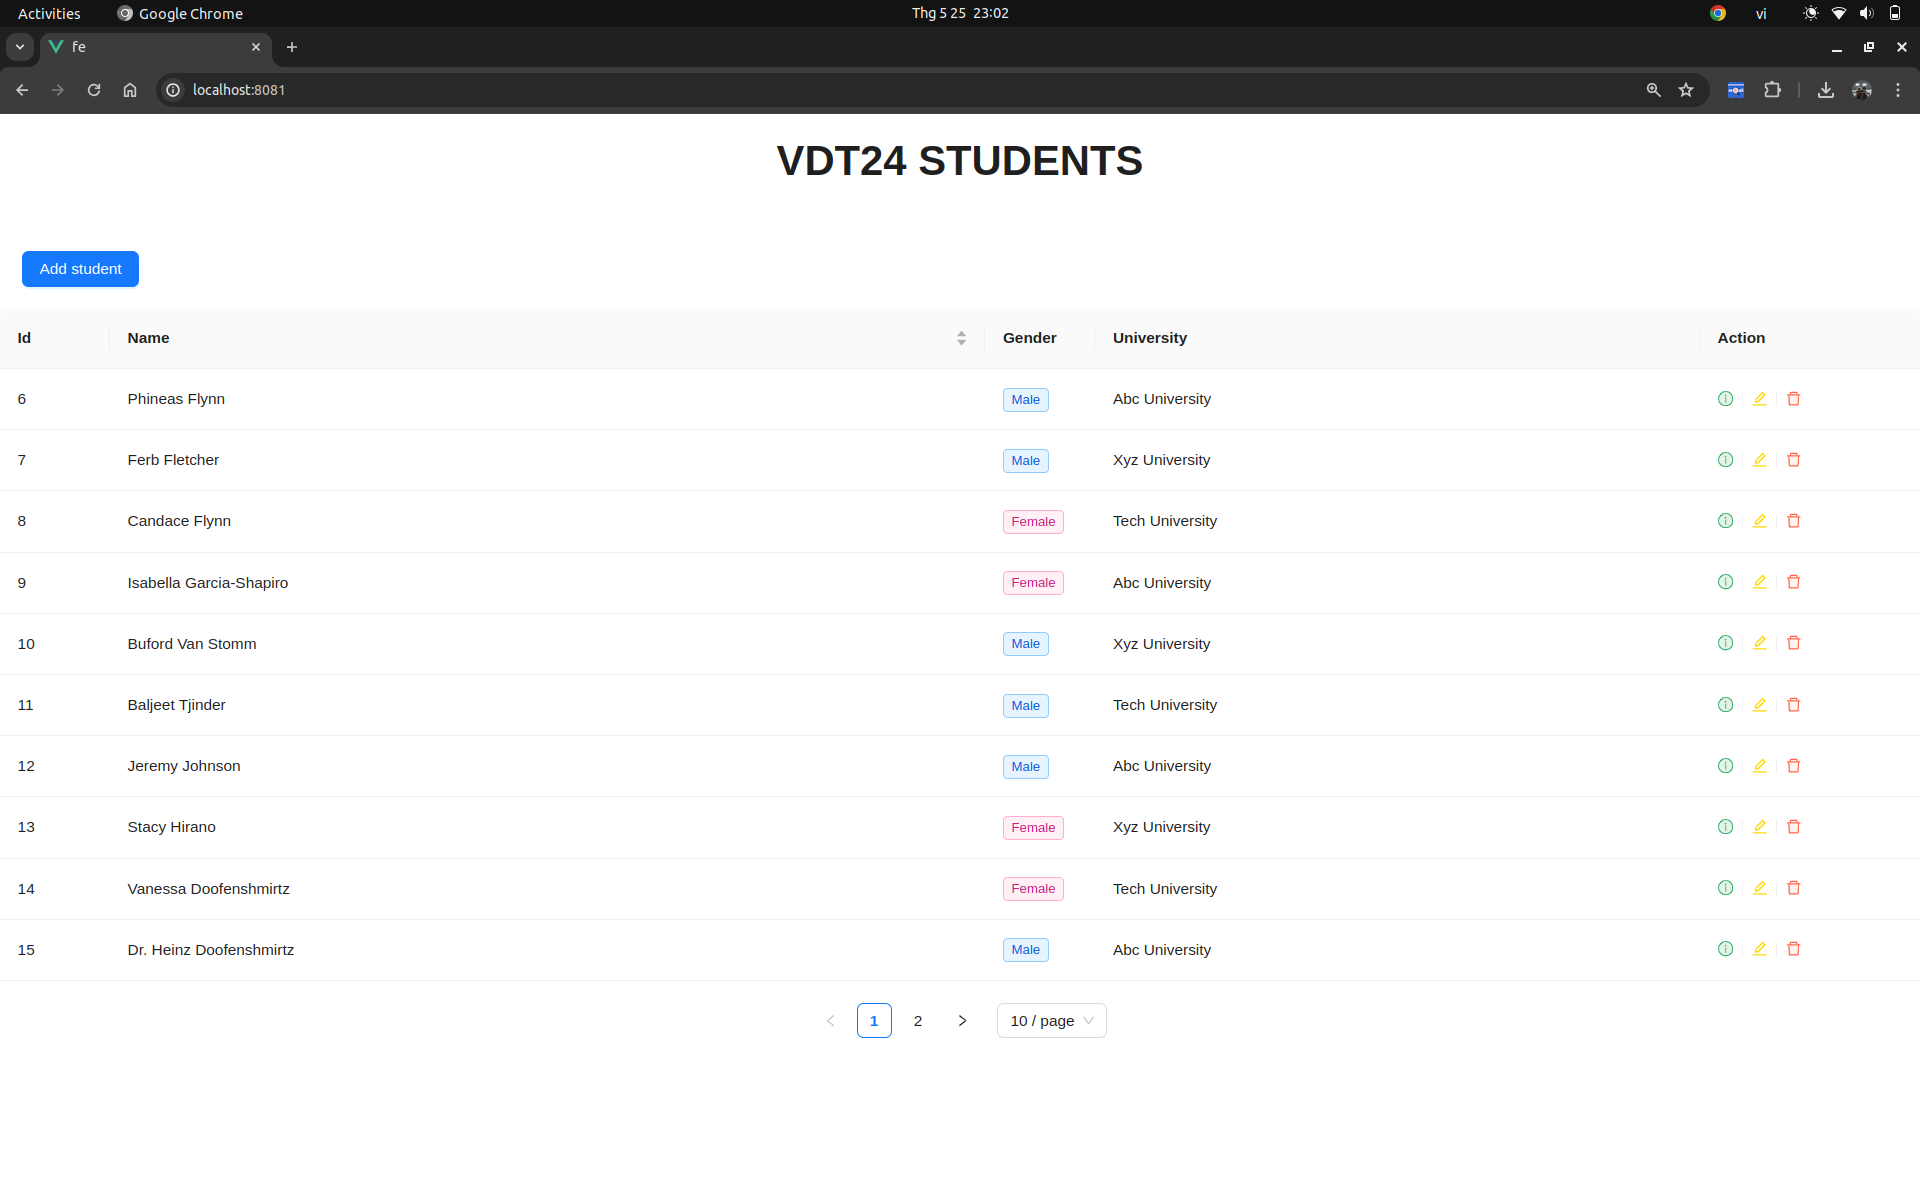 Activities Google Chrome Thg 5 25 23:02 vi
fe
localhost:8081
VDT24 STUDENTS
Add student
Id Name Gender University Action
6 Phineas Flynn Male Abc University
7 Ferb Fletcher Male Xyz University
8 Candace Flynn Female Tech University
9 Isabella Garcia-Shapiro Female Abc University
10 Buford Van Stomm Male Xyz University
11 Baljeet Tjinder Male Tech University
12 Jeremy Johnson Male Abc University
13 Stacy Hirano Female Xyz University
14 Vanessa Doofenshmirtz Female Tech University
15 Dr. Heinz Doofenshmirtz Male Abc University
1 2 10 / page